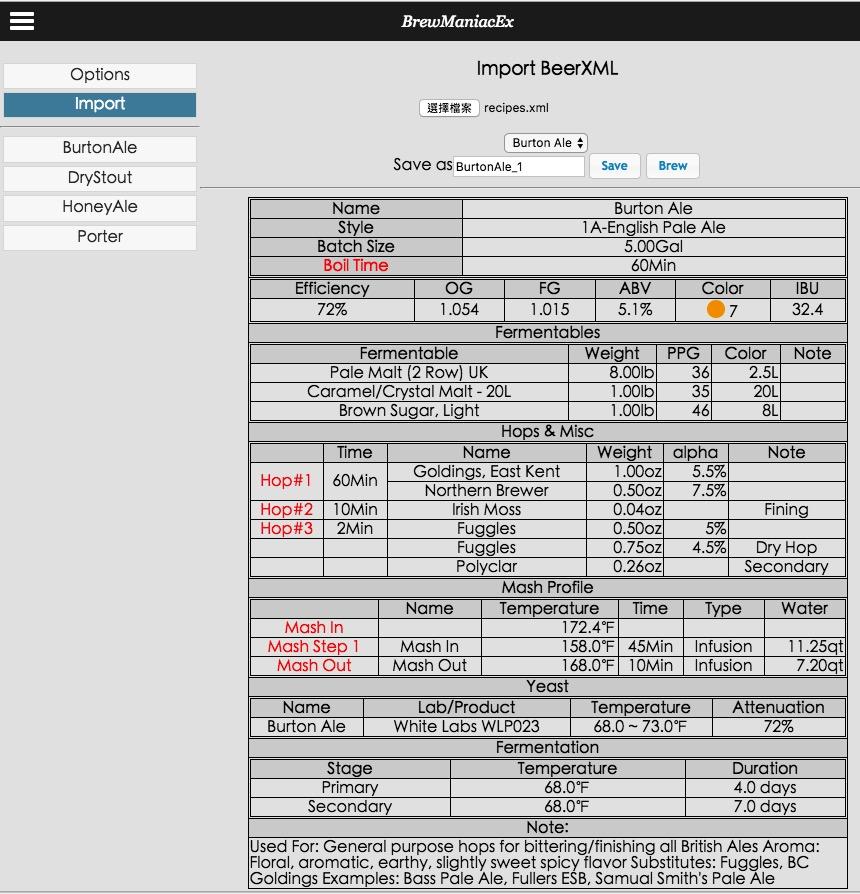 BrewManiacEx
Options
Import
BurtonAle
DryStout
HoneyAle
Porter
Import BeerXML
選擇檔案 recipes.xml
Burton Ale
Save as BurtonAle_1 Save Brew
Name Burton Ale
Style 1A-English Pale Ale
Batch Size 5.00Gal
Boil Time 60Min
Efficiency OG FG ABV Color IBU
72% 1.054 1.015 5.1% 7 32.4
Fermentables
Fermentable Weight PPG Color Note
Pale Malt (2 Row) UK 8.00lb 36 2.5L
Caramel/Crystal Malt - 20L 1.00lb 35 20L
Brown Sugar, Light 1.00lb 46 8L
Hops & Misc
Time Name Weight alpha Note
Hop#1 60Min Goldings, East Kent 1.00oz 5.5%
Northern Brewer 0.50oz 7.5%
Hop#2 10Min Irish Moss 0.04oz Fining
Hop#3 2Min Fuggles 0.50oz 5%
Fuggles 0.75oz 4.5% Dry Hop
Polyclar 0.26oz Secondary
Mash Profile
Name Temperature Time Type Water
Mash In 172.4°F
Mash Step 1 Mash In 158.0°F 45Min Infusion 11.25qt
Mash Out Mash Out 168.0°F 10Min Infusion 7.20qt
Yeast
Name Lab/Product Temperature Attenuation
Burton Ale White Labs WLP023 68.0 ~ 73.0°F 72%
Fermentation
Stage Temperature Duration
Primary 68.0°F 4.0 days
Secondary 68.0°F 7.0 days
Note:
Used For: General purpose hops for bittering/finishing all British Ales Aroma:
Floral, aromatic, earthy, slightly sweet spicy flavor Substitutes: Fuggles, BC
Goldings Examples: Bass Pale Ale, Fullers ESB, Samual Smith's Pale Ale